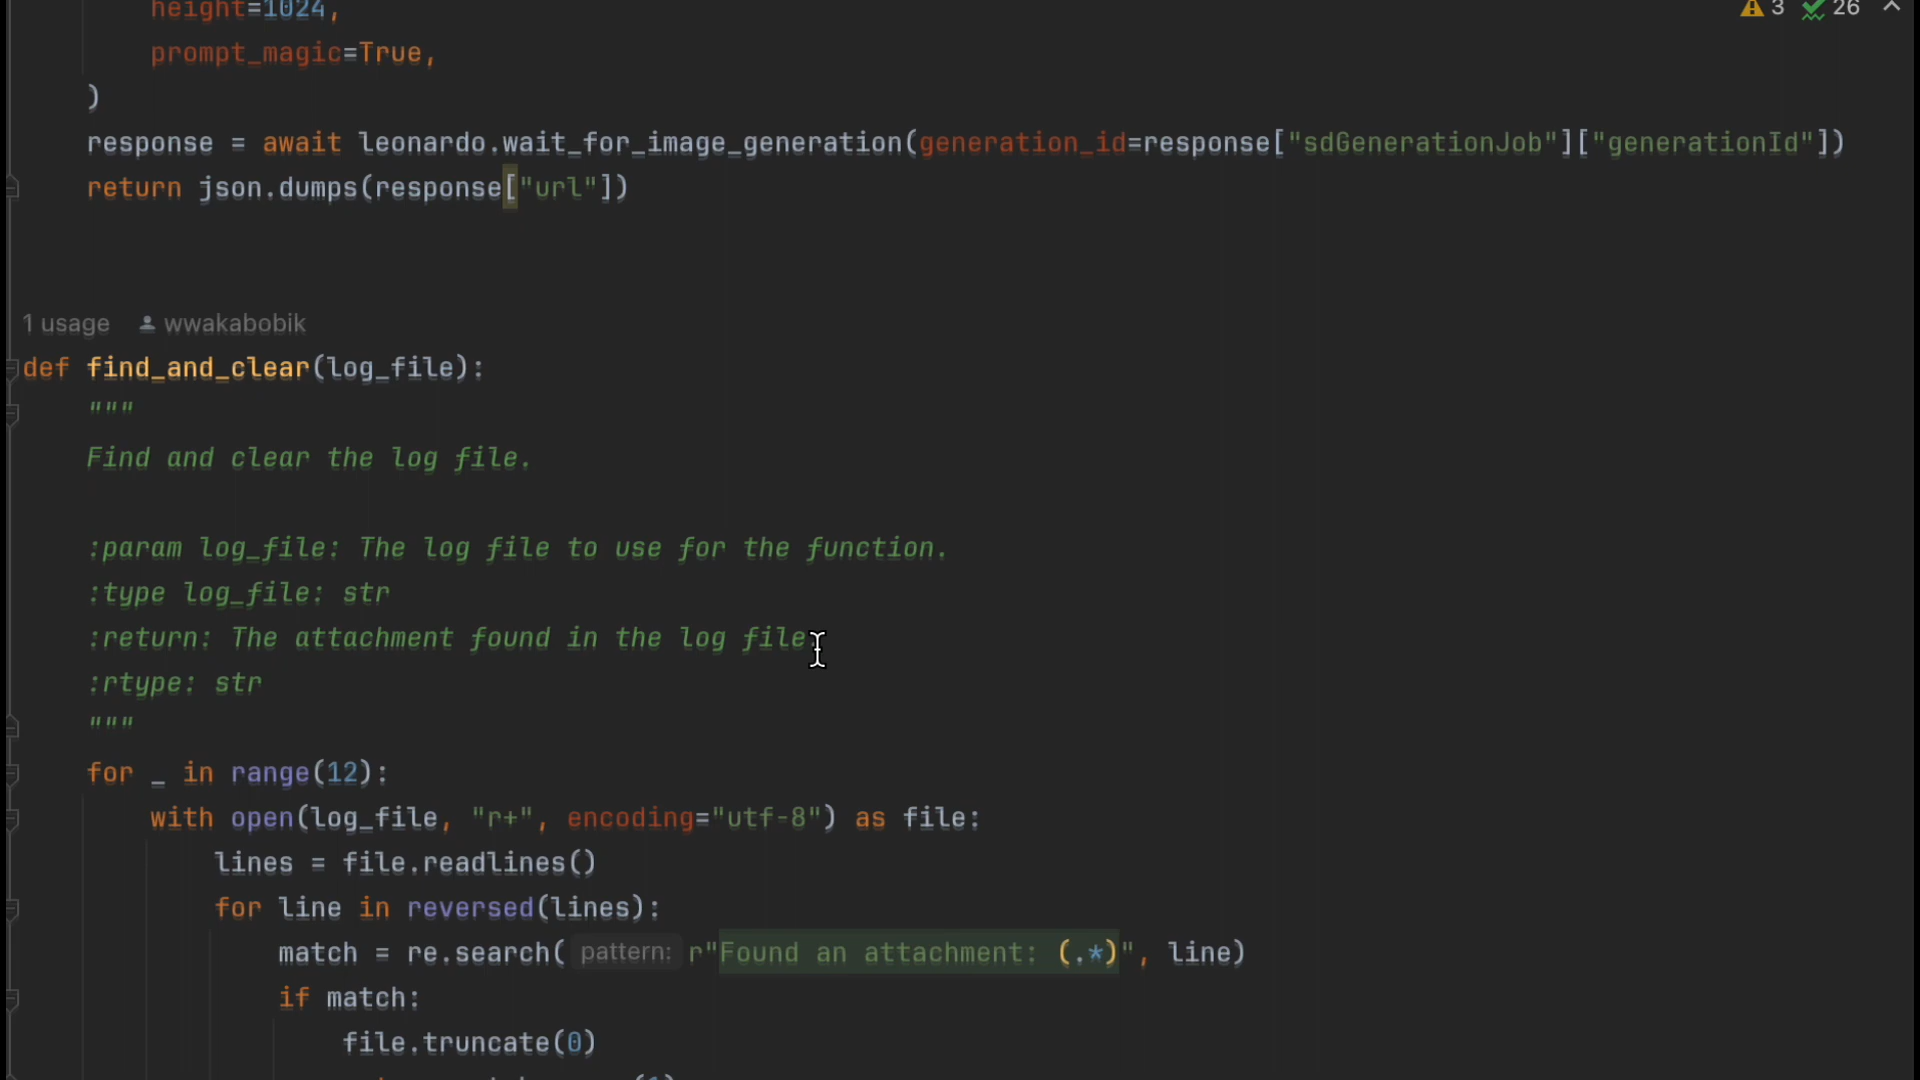 height=1024,
prompt_magic=True,
)
response = await leonardo.wait_for_image_generation(generation_id=response["sdGenerationJob"]["generationId"])
return json.dumps(response["url"])
3 26
1 usage wwakabobik
def find_and_clear(log_file):
"""
Find and clear the log file.
:param log_file: The log file to use for the function.
:type log_file: str
:return: The attachment found in the log file
:rtype: str
"""
for _ in range(12):
with open(log_file, "r+", encoding="utf-8") as file:
lines = file.readlines()
for line in reversed(lines):
match = re.search( pattern: r"Found an attachment: (.*)", line)
if match:
file.truncate(0)